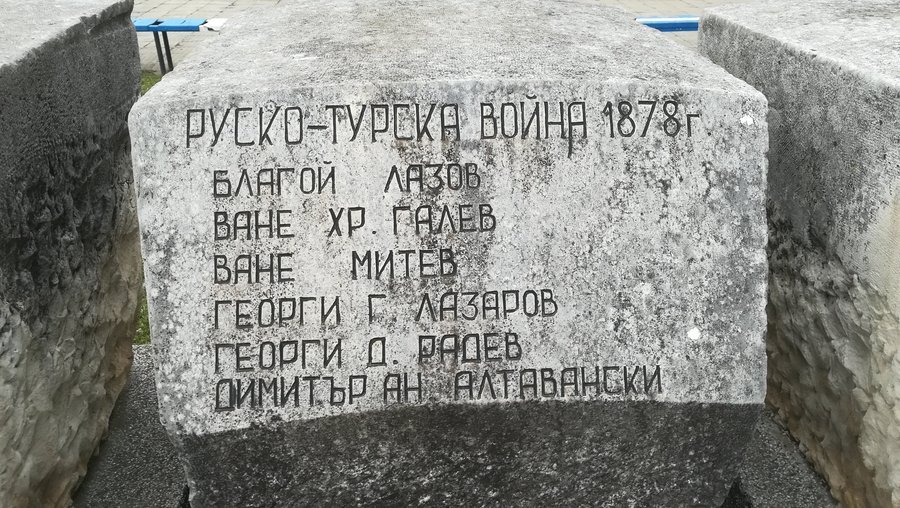 РУСКО-ТУРСКА ВОЙНА 1878г
БЛАГОЙ ЛАЗОВ
ВАНЕ ХР. ГАЛЕВ
ВАНЕ МИТЕВ
ГЕОРГИ Г. ЛАЗАРОВ
ГЕОРГИ Д. РАДЕВ
ДИМИТЪР АН АЛТАВАНСКИ